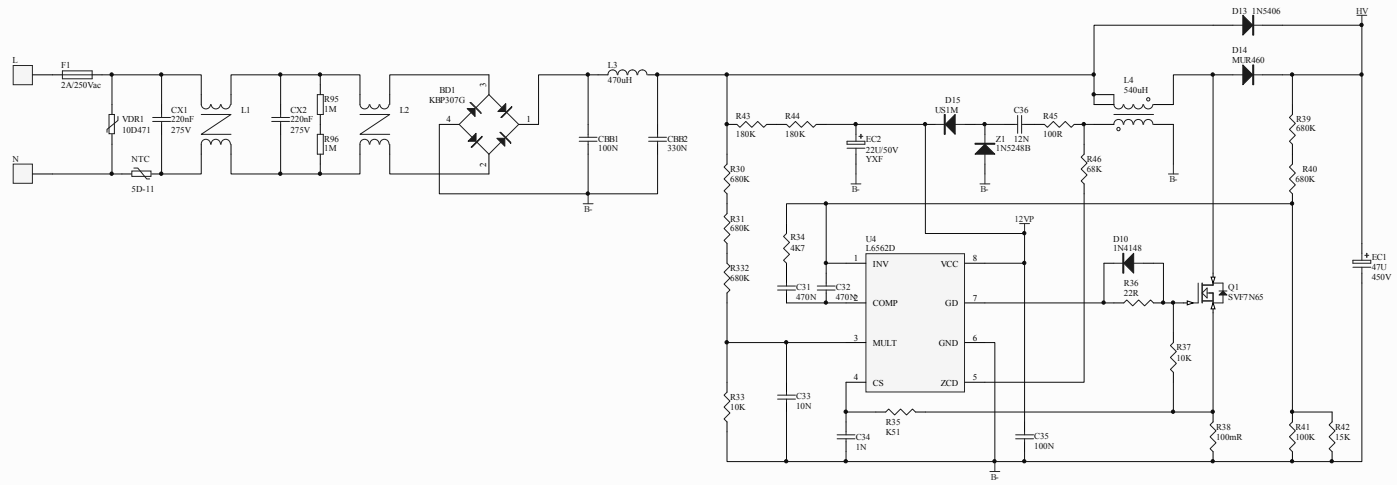 L
F1
2A/250Vac
VDR1
10D471
CX1
220nF
275V
NTC
5D-11
N
L1
CX2
220nF
275V
R95
1M
R96
1M
L2
BD1
KBP307G
3
4
1
2
L3
470uH
CBB1
100N
CBB2
330N
B-
R43
180K
R44
180K
EC2
22U/50V
YXF
B-
D15
US1M
Z1
1N5248B
B-
C36
12N
R45
100R
R46
68K
L4
540uH
B-
D13 1N5406
D14
MUR460
HV
R39
680K
R40
680K
EC1
47U
450V
R30
680K
R31
680K
R332
680K
R33
10K
R34
4K7
C31
470N
C32
470N
C33
10N
12VP
U4
L6562D
1 INV
2 COMP
3 MULT
4 CS
VCC 8
GD 7
GND 6
ZCD 5
D10
1N4148
R36
22R
Q1
SVF7N65
R37
10K
R35
K51
C34
1N
C35
100N
R38
100mR
R41
100K
R42
15K
B-